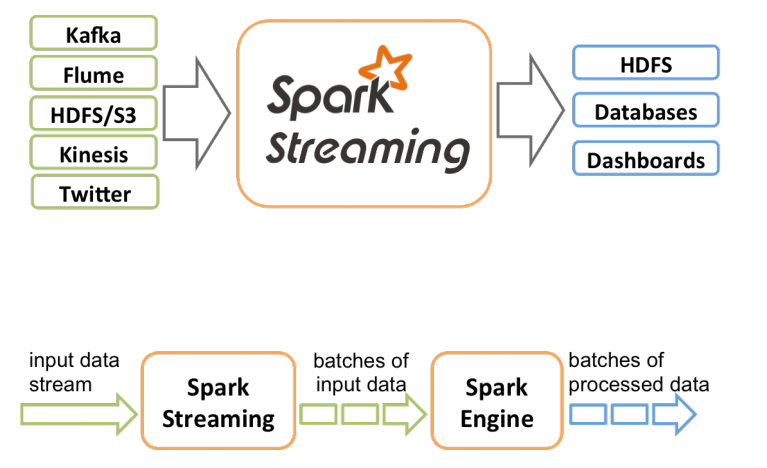 Kafka
Flume
HDFS/S3
Kinesis
Twitter
Spark
Streaming
HDFS
Databases
Dashboards
input data
stream
Spark
Streaming
batches of
input data
Spark
Engine
batches of
processed data